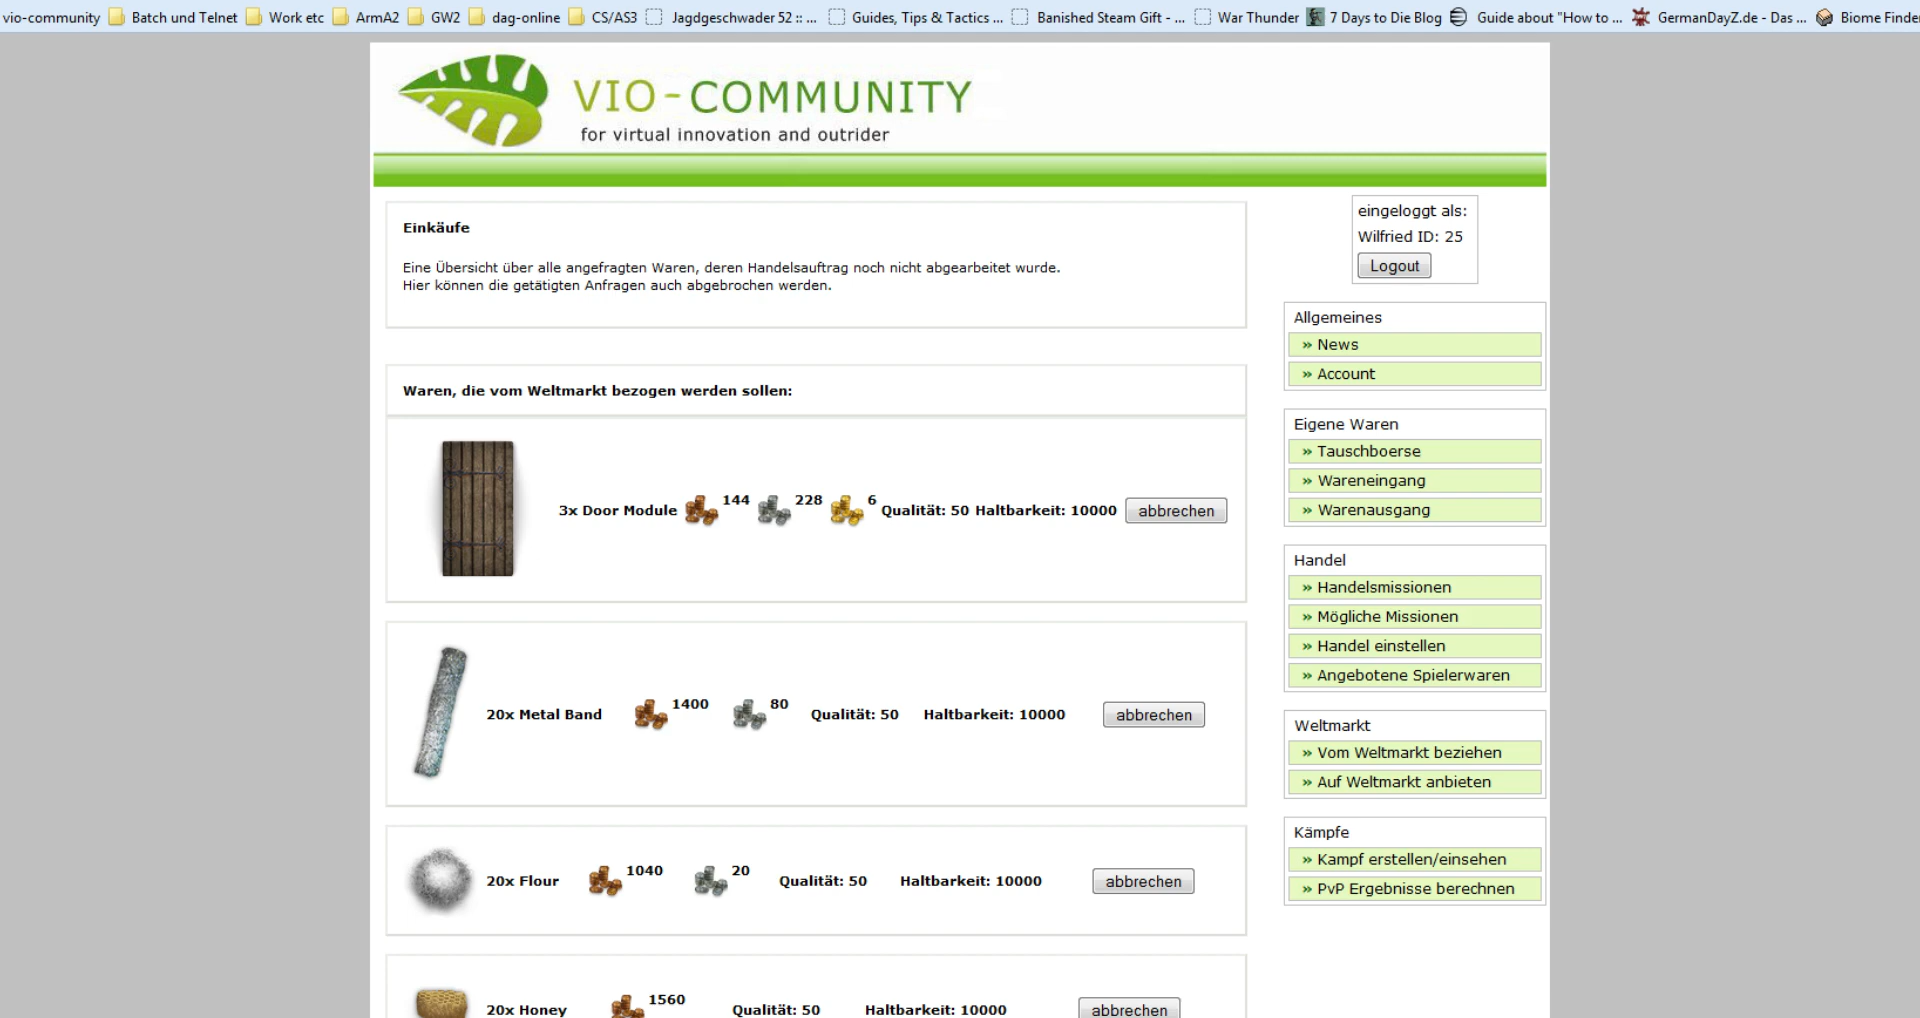 vio-community Batch und Telnet Work etc ArmA2 GW2 dag-online CS/AS3 Jagdgeschwader 52 :: ... Guides, Tips & Tactics ... Banished Steam Gift - ... War Thunder 7 Days to Die Blog Guide about "How to ... GermanDayZ.de - Das ... Biome Finde
VIO-COMMUNITY
for virtual innovation and outrider
Einkäufe
Eine Übersicht über alle angefragten Waren, deren Handelsauftrag noch nicht abgearbeitet wurde.
Hier können die getätigten Anfragen auch abgebrochen werden.
Waren, die vom Weltmarkt bezogen werden sollen:
3x Door Module 144 228 6 Qualität: 50 Haltbarkeit: 10000 abbrechen
20x Metal Band 1400 80 Qualität: 50 Haltbarkeit: 10000 abbrechen
20x Flour 1040 20 Qualität: 50 Haltbarkeit: 10000 abbrechen
20x Honey 1560 Qualität: 50 Haltbarkeit: 10000 abbrechen
eingeloggt als:
Wilfried ID: 25
Logout
Allgemeines
» News
» Account
Eigene Waren
» Tauschboerse
» Wareneingang
» Warenausgang
Handel
» Handelsmissionen
» Mögliche Missionen
» Handel einstellen
» Angebotene Spielerwaren
Weltmarkt
» Vom Weltmarkt beziehen
» Auf Weltmarkt anbieten
Kämpfe
» Kampf erstellen/einsehen
» PvP Ergebnisse berechnen